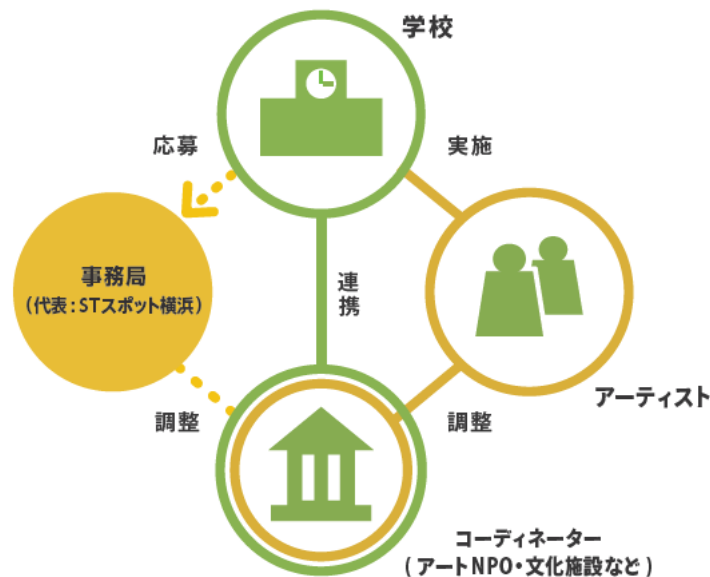 学校
応募
実施
事務局
(代表:STスポット横浜)
連携
アーティスト
調整
調整
コーディネーター
(アートNPO・文化施設など)